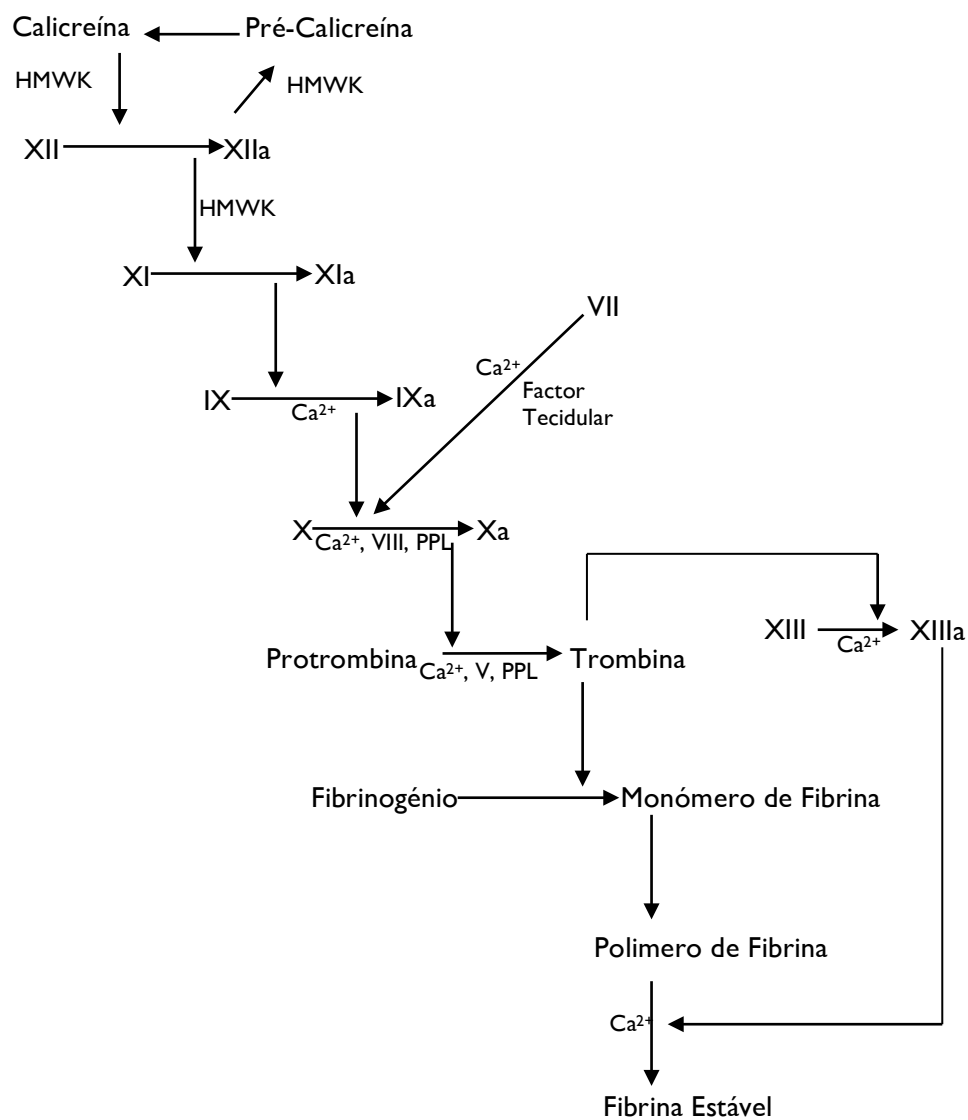 Calicreína
Pré-Calicreína
HMWK
HMWK
XII
XIIa
HMWK
XI
XIa
VII
Ca²⁺
Factor
Tecidular
IX
Ca²⁺
IXa
X
Ca²⁺, VIII, PPL
Xa
XIII
Ca²⁺
XIIIa
Protrombina
Ca²⁺, V, PPL
Trombina
Fibrinogénio
Monómero de Fibrina
Polimero de Fibrina
Ca²⁺
Fibrina Estável